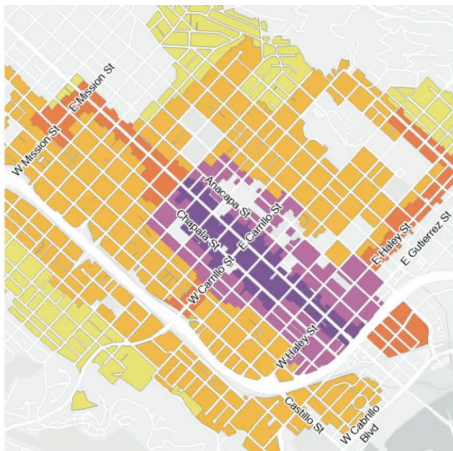 E Mission St
W Mission St
Anacapa St
Chapala St
E Carrillo St
W Carrillo St
E Haley St
E Gutierrez St
W Haley St
Castillo St
W Cabrillo
Blvd